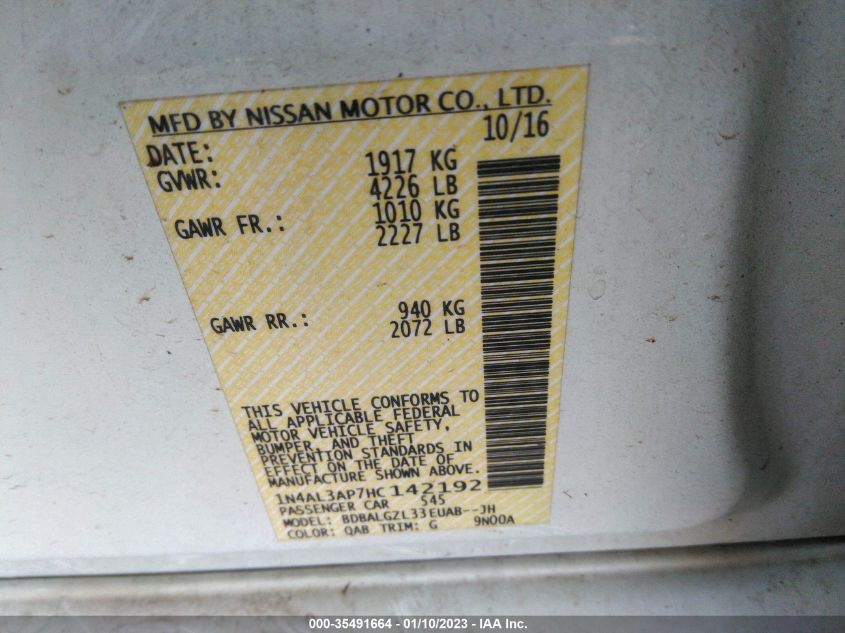 MFD BY NISSAN MOTOR CO., LTD.
DATE: 10/16
GVWR: 1917 KG
4226 LB
GAWR FR.: 1010 KG
2227 LB
GAWR RR.: 940 KG
2072 LB
THIS VEHICLE CONFORMS TO
ALL APPLICABLE FEDERAL
MOTOR VEHICLE SAFETY,
BUMPER, AND THEFT
PREVENTION STANDARDS IN
EFFECT ON THE DATE OF
MANUFACTURE SHOWN ABOVE.
1N4AL3AP7HC142192
PASSENGER CAR S45
MODEL: BDBALGZL33EUAB--JH
COLOR: QAB TRIM: G 9N00A
000-35491664 - 01/10/2023 - IAA Inc.